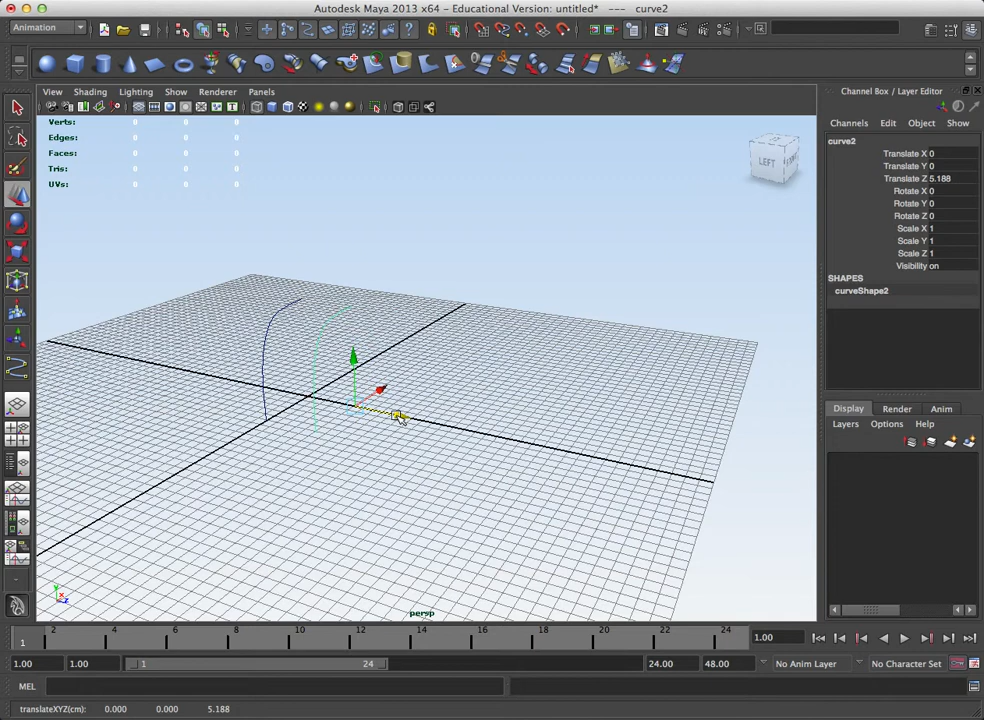 Autodesk Maya 2013 x64 - Educational Version: untitled* --- curve2
Animation
Channel Box / Layer Editor
View Shading Lighting Show Renderer Panels
Channels Edit Object Show
Verts: 0 0 0
Edges: 0 0 0
Faces: 0 0 0
Tris: 0 0 0
UVs: 0 0 0
LEFT
curve2
Translate X 0
Translate Y 0
Translate Z 5.188
Rotate X 0
Rotate Y 0
Rotate Z 0
Scale X 1
Scale Y 1
Scale Z 1
Visibility on
SHAPES
curveShape2
Display Render Anim
Layers Options Help
persp
1 2 4 6 8 10 12 14 16 18 20 22 24 1.00
1.00 1.00 1 24 24.00 48.00 No Anim Layer No Character Set
MEL
translateXYZ(cm): 0.000 0.000 5.188